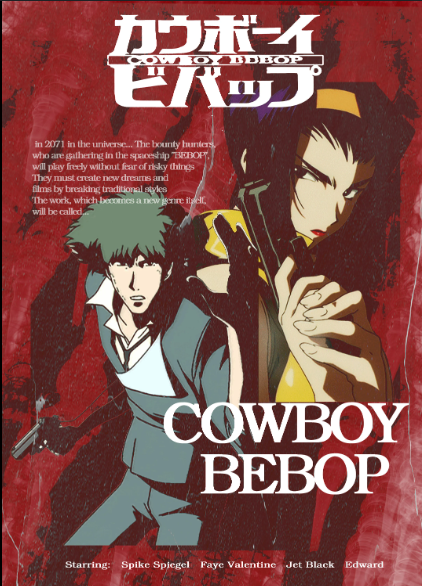 カウボーイ
COWBOY BEBOP
ビバップ
in 2071 in the universe.... The bounty hunters,
who are gathering in the spaceship "BEBOP",
will play freely without fear of risky things
They must create new dreams and
films by breaking traditional styles
The work, which becomes a new genre itself,
will be called...
COWBOY
BEBOP
Starring: Spike Spiegel Faye Valentine Jet Black Edward